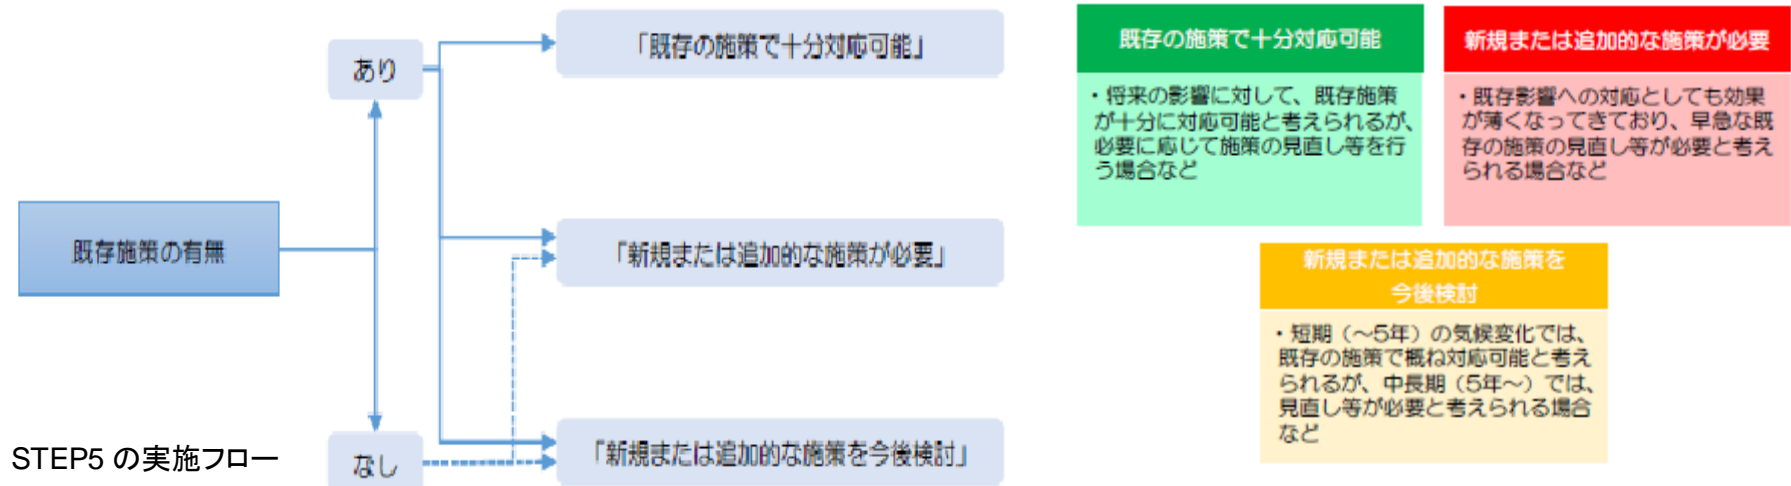 既存施策の有無
あり
なし
「既存の施策で十分対応可能」
「新規または追加的な施策が必要」
「新規または追加的な施策を今後検討」
STEP5 の実施フロー
既存の施策で十分対応可能
・将来の影響に対して、既存施策
が十分に対応可能と考えられるが、
必要に応じて施策の見直し等を行
う場合など
新規または追加的な施策が必要
・既存影響への対応としても効果
が薄くなってきており、早急な既
存の施策の見直し等が必要と考え
られる場合など
新規または追加的な施策を
今後検討
・短期（～5年）の気候変化では、
既存の施策で概ね対応可能と考え
られるが、中長期（5年～）では、
見直し等が必要と考えられる場合
など